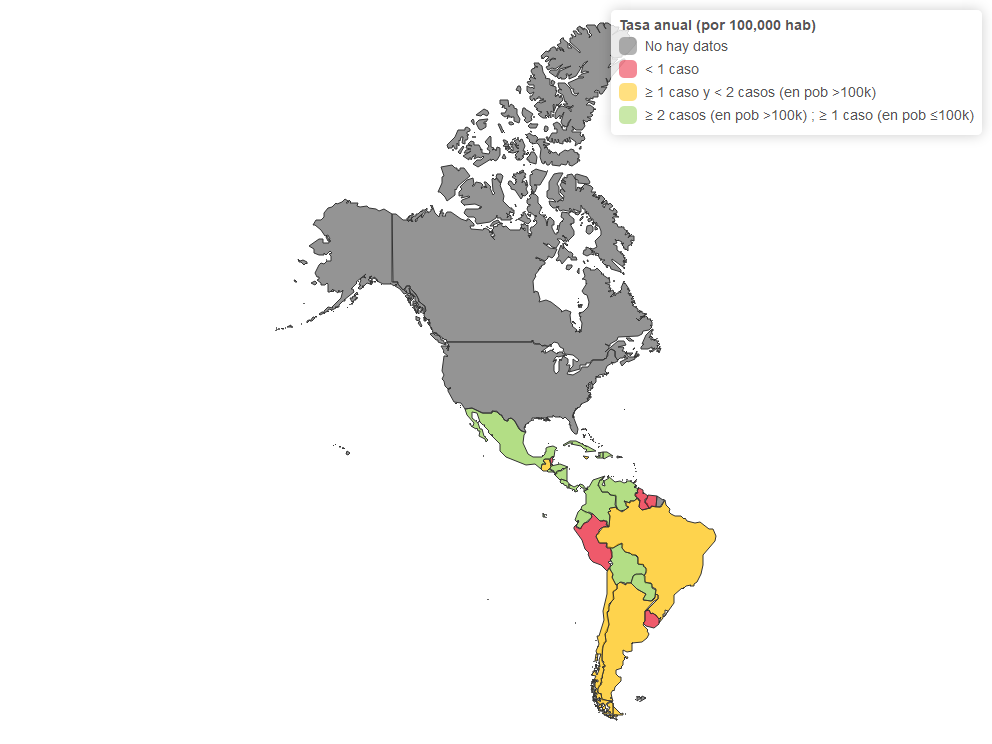 Tasa anual (por 100,000 hab)
No hay datos
< 1 caso
≥ 1 caso y < 2 casos (en pob >100k)
≥ 2 casos (en pob >100k) ; ≥ 1 caso (en pob ≤100k)